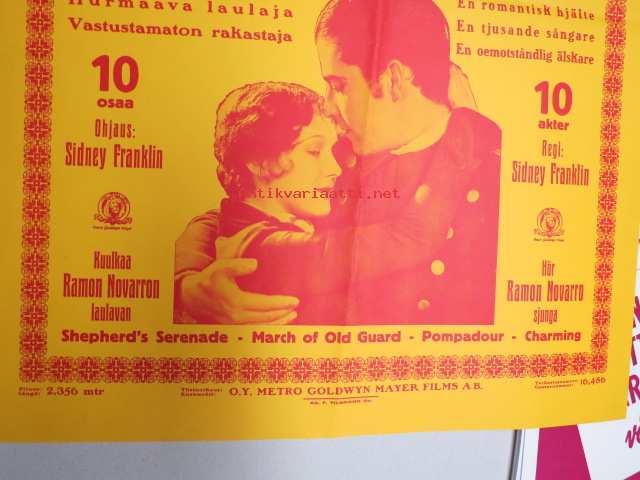 Hurmaava laulaja
Vastustamaton rakastaja
En romantisk hjälte
En tjusande sångare
En oemotståndlig älskare
10
osaa
Ohjaus:
Sidney Franklin
10
akter
Regi:
Sidney Franklin
Kuulkaa
Ramon Novarron
laulavan
Hör
Ramon Novarro
sjunga
antikvariaatti.net
Shepherd's Serenade - March of Old Guard - Pompadour - Charming
2,356 mtr
O.Y. METRO GOLDWYN MAYER FILMS A.B.
16,486